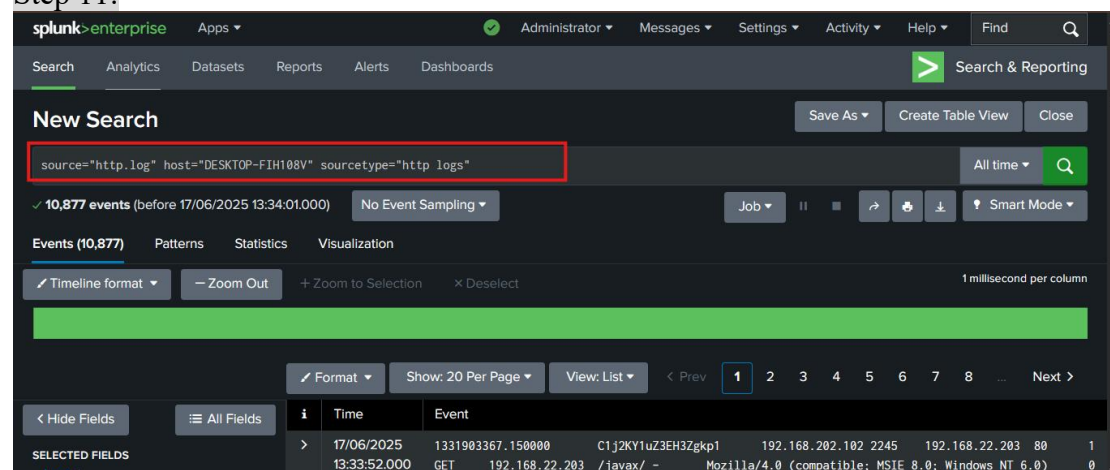 Step 11:
splunk>enterprise Apps Administrator Messages Settings Activity Help Find
Search Analytics Datasets Reports Alerts Dashboards Search & Reporting
New Search Save As Create Table View Close
source="http.log" host="DESKTOP-FIH108V" sourcetype="http logs" All time
10,877 events (before 17/06/2025 13:34:01.000) No Event Sampling Job Smart Mode
Events (10,877) Patterns Statistics Visualization
Timeline format — Zoom Out + Zoom to Selection × Deselect 1 millisecond per column
Format Show: 20 Per Page View: List < Prev 1 2 3 4 5 6 7 8 ... Next >
< Hide Fields All Fields i Time Event
SELECTED FIELDS > 17/06/2025 1331903367.150000 C1j2KY1uZ3EH3Zgkp1 192.168.202.102 2245 192.168.22.203 80 1
13:33:52.000 GET 192.168.22.203 /javax/ - Mozilla/4.0 (compatible; MSIE 8.0; Windows NT 6.0) 0